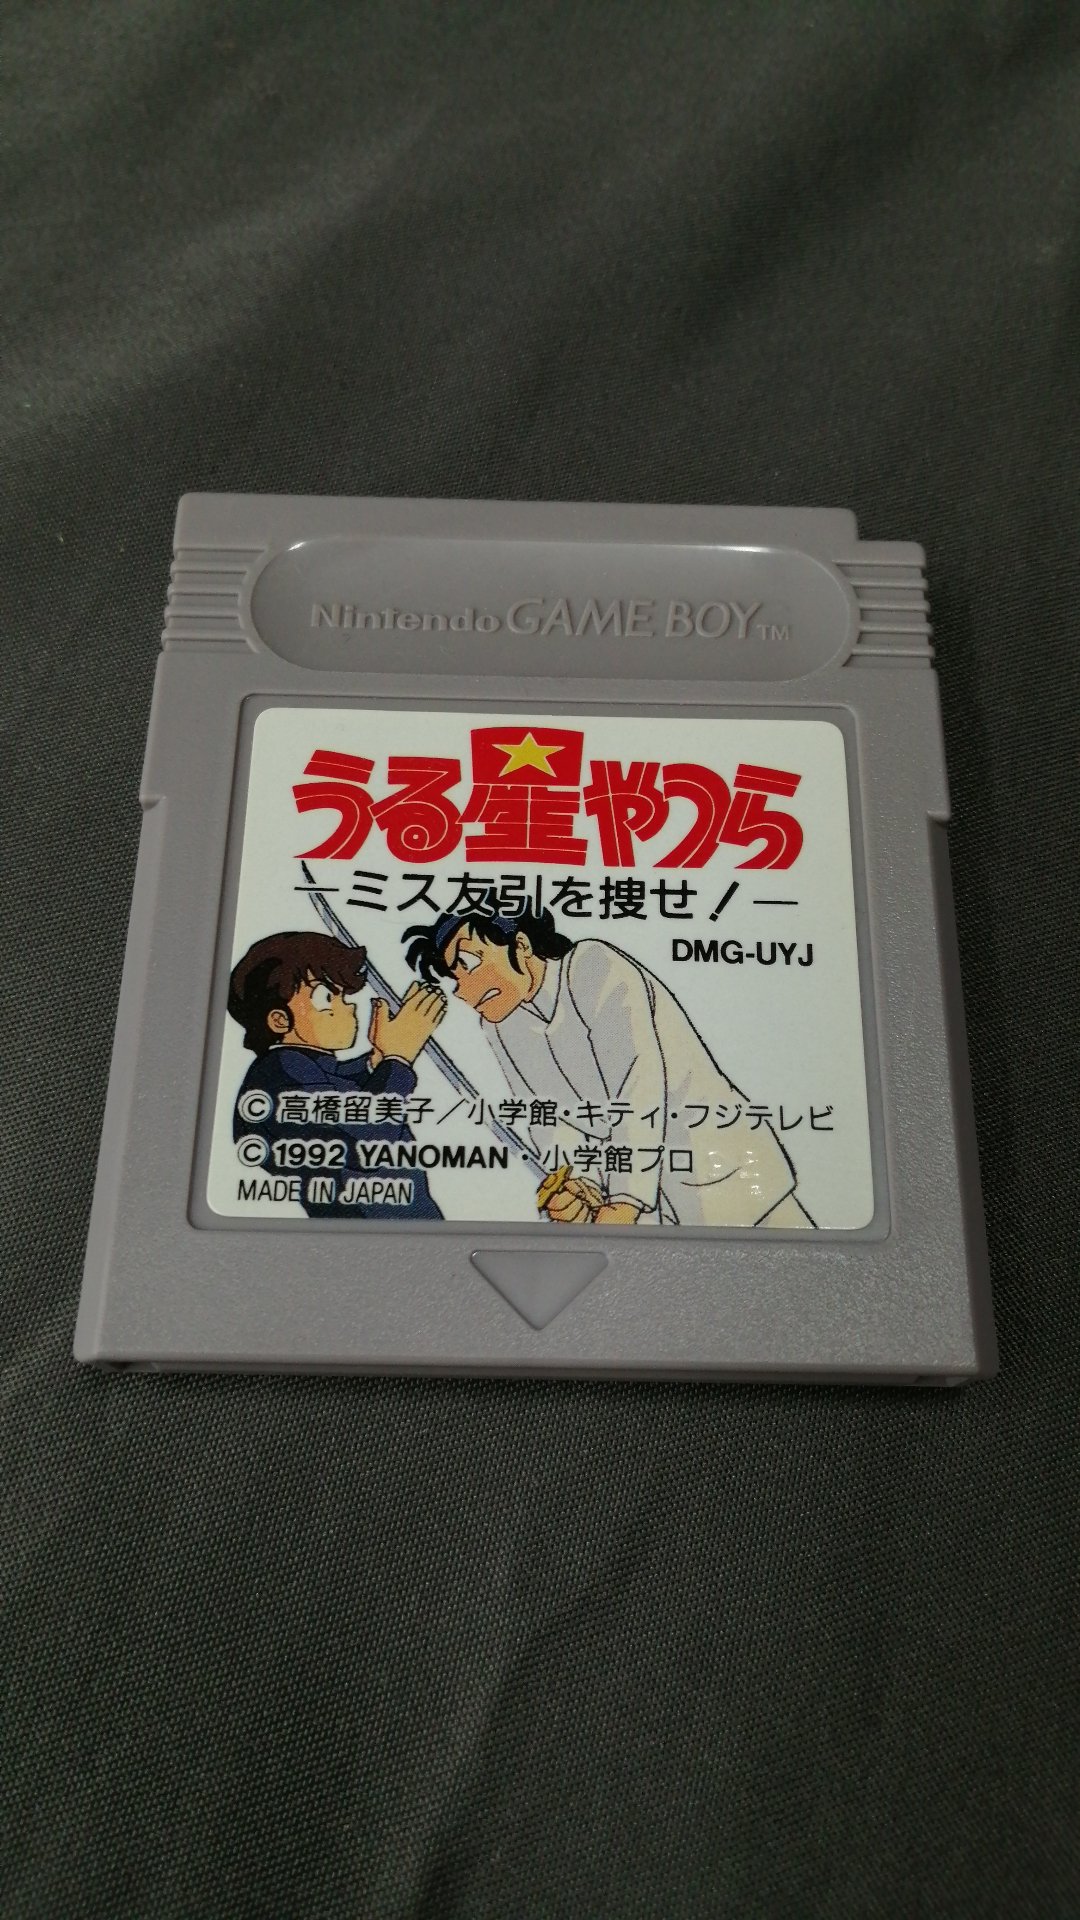 Nintendo GAME BOY™
うる星やつら
—ミス友引を捜せ!—
DMG-UYJ
© 高橋留美子/小学館・キティ・フジテレビ
© 1992 YANOMAN・小学館プロ
MADE IN JAPAN